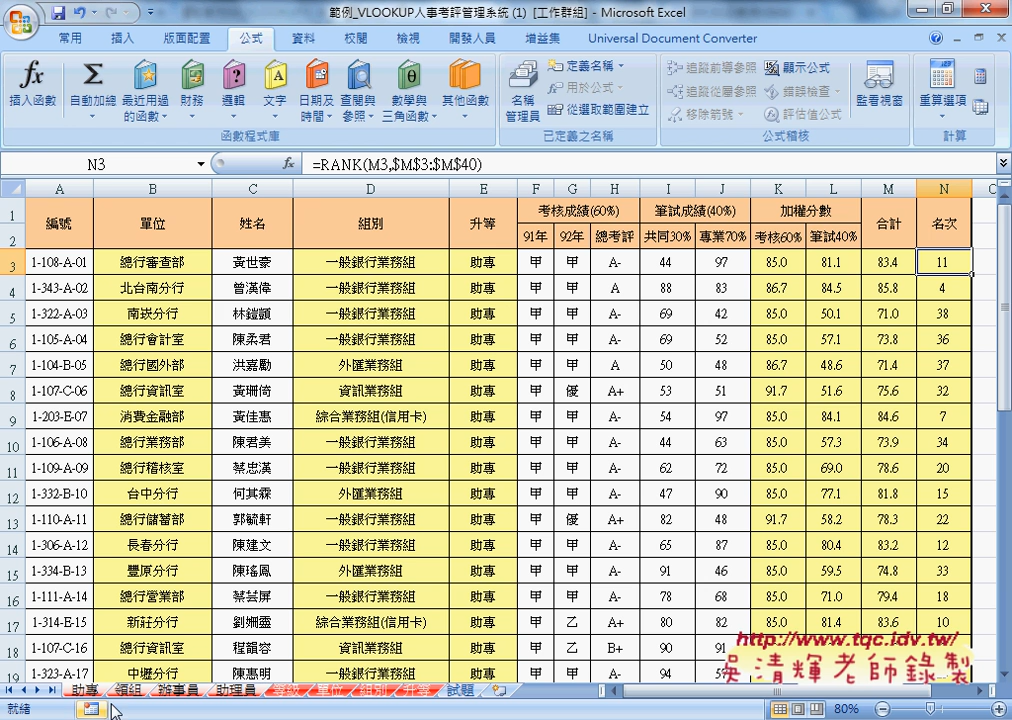 範例_VLOOKUP人事考評管理系統 (1) [工作群組] - Microsoft Excel
常用 插入 版面配置 公式 資料 校閱 檢視 開發人員 增益集 Universal Document Converter
插入函數 自動加總 最近用過的函數 財務 邏輯 文字 日期及時間 查閱與參照 數學與三角函數 其他函數 名稱管理員 定義名稱 用於公式 從選取範圍建立 追蹤前導參照 追蹤從屬參照 移除箭號 顯示公式 錯誤檢查 評估值公式 監看視窗 重算選項
函數程式庫 已定義之名稱 公式稽核 計算
N3 fx =RANK(M3,$M$3:$M$40)
A B C D E F G H I J K L M N
1 編號 單位 姓名 組別 升等 考核成績(60%) 筆試成績(40%) 加權分數 合計 名次
2 91年 92年 總考評 共同30% 專業70% 考核60% 筆試40%
3 1-108-A-01 總行審查部 黃世豪 一般銀行業務組 助專 甲 甲 A- 44 97 85.0 81.1 83.4 11
4 1-343-A-02 北台南分行 曾漢偉 一般銀行業務組 助專 甲 甲 A 88 83 86.7 84.5 85.8 4
5 1-322-A-03 南崁分行 一般銀行業務組 助專 甲 甲 A- 69 42 85.0 50.1 71.0 38
6 1-105-A-04 總行會計室 陳柔君 一般銀行業務組 助專 甲 甲 A- 69 52 85.0 57.1 73.8 36
7 1-104-B-05 總行國外部 洪嘉勵 外匯業務組 助專 甲 甲 A 50 48 86.7 48.6 71.4 37
8 1-107-C-06 總行資訊室 黃珊倚 資訊業務組 助專 甲 優 A+ 53 51 91.7 51.6 75.6 32
9 1-203-E-07 消費金融部 黃佳惠 綜合業務組(信用卡) 助專 甲 甲 A- 54 97 85.0 84.1 84.6 7
10 1-106-A-08 總行業務部 陳君美 一般銀行業務組 助專 甲 甲 A- 44 63 85.0 57.3 73.9 34
11 1-109-A-09 總行稽核室 蔡忠漢 一般銀行業務組 助專 甲 甲 A- 62 72 85.0 69.0 78.6 20
12 1-332-B-10 台中分行 何其霖 外匯業務組 助專 甲 甲 A- 47 90 85.0 77.1 81.8 15
13 1-110-A-11 總行儲蓄部 郭毓軒 一般銀行業務組 助專 甲 優 A+ 82 48 91.7 58.2 78.3 22
14 1-306-A-12 長春分行 陳建文 一般銀行業務組 助專 甲 甲 A- 65 87 85.0 80.4 83.2 12
15 1-334-B-13 豐原分行 陳瑤鳳 外匯業務組 助專 甲 甲 A- 91 46 85.0 59.5 74.8 33
16 1-111-A-14 總行營業部 蔡芸屏 一般銀行業務組 助專 甲 甲 A- 78 68 85.0 71.0 79.4 18
17 1-314-E-15 新莊分行 劉姍靈 綜合業務組(信用卡) 助專 甲 乙 A+ 80 82 85.0 81.4 83.6 10
18 1-107-C-16 總行資訊室 程韻容 資訊業務組 助專 甲 乙 B+ 90 91
19 1-323-A-17 中壢分行 陳惠明 一般銀行業務組 助專 甲 甲 A- 94
http://www.tqc.idv.tw/
吳清輝老師錄製
助專 領組 辦事員 助理員 等級 單位 組別 升等 試題
就緒 80%